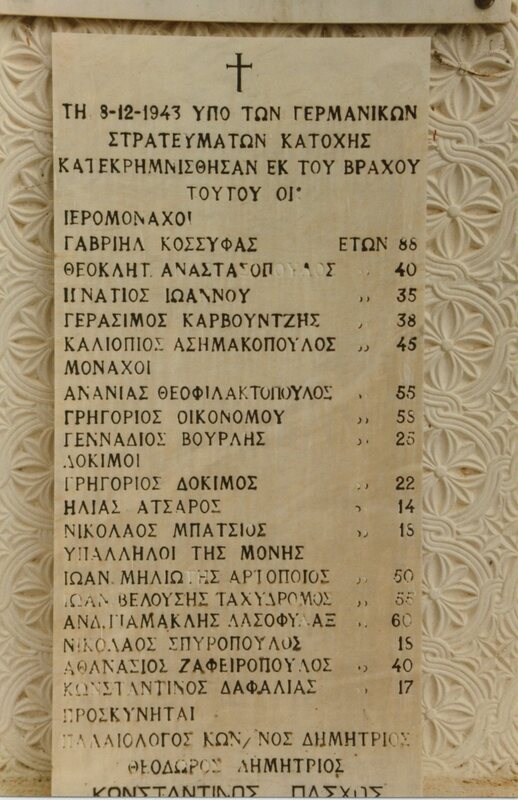 ΤΗ 8-12-1943 ΥΠΟ ΤΩΝ ΓΕΡΜΑΝΙΚΩΝ
ΣΤΡΑΤΕΥΜΑΤΩΝ ΚΑΤΟΧΗΣ
ΚΑΤΕΚΡΗΜΝΙΣΘΗΣΑΝ ΕΚ ΤΟΥ ΒΡΑΧΟΥ
ΤΟΥΤΟΥ ΟΙ:
ΙΕΡΟΜΟΝΑΧΟΙ
ΓΑΒΡΙΗΛ ΚΟΣΣΥΦΑΣ ΕΤΩΝ 88
ΘΕΟΚΛΗΤ. ΑΝΑΣΤΑΣΟΠΟΥΛΟΣ ,, 40
ΙΓΝΑΤΙΟΣ ΙΩΑΝΝΟΥ ,, 35
ΓΕΡΑΣΙΜΟΣ ΚΑΡΒΟΥΝΤΖΗΣ , 38
ΚΑΛΙΟΠΙΟΣ ΑΣΗΜΑΚΟΠΟΥΛΟΣ ,, 45
ΜΟΝΑΧΟΙ
ΑΝΑΝΙΑΣ ΘΕΟΦΙΛΑΚΤΟΠΟΥΛΟΣ , 55
ΓΡΗΓΟΡΙΟΣ ΟΙΚΟΝΟΜΟΥ ,,
ΓΕΝΝΑΔΙΟΣ ΒΟΥΡΛΗΣ ,, 25
ΔΟΚΙΜΟΙ
ΓΡΗΓΟΡΙΟΣ ΔΟΚΙΜΟΣ ,, 22
ΗΛΙΑΣ ΑΤΣΑΡΟΣ , 14
ΝΙΚΟΛΑΟΣ ΜΠΑΤΣΙΟΣ ,,
ΥΠΑΛΛΗΛΟΙ ΤΗΣ ΜΟΝΗΣ
ΙΩΑΝ. ΜΗΛΙΩΤΗΣ ΑΡΤΟΠΟΙΟΣ ,, 50
ΙΩΑΝ ΒΕΛΟΥΣΗΣ ΤΑΧΥΔΡΟΜΟΣ ,, 55
ΑΝΔ. ΓΙΑΜΑΚΛΗΣ ΔΑΣΟΦΥΛΑΞ ,, 60
ΝΙΚΟΛΑΟΣ ΣΠΥΡΟΠΟΥΛΟΣ
ΑΘΑΝΑΣΙΟΣ ΖΑΦΕΙΡΟΠΟΥΛΟΣ ,, 40
ΚΩΝΣΤΑΝΤΙΝΟΣ ΔΑΦΑΛΙΑΣ , 17
ΠΡΟΣΚΥΝΗΤΑΙ
ΠΑΛΑΙΟΛΟΓΟΣ ΚΩΝ/ΝΟΣ ΔΗΜΗΤΡΙΟΣ
ΘΕΟΔΩΡΟΣ ΔΗΜΗΤΡΙΟΣ
ΚΩΝΣΤΑΝΤΙΝΟΣ ΠΑΣΧΟΣ